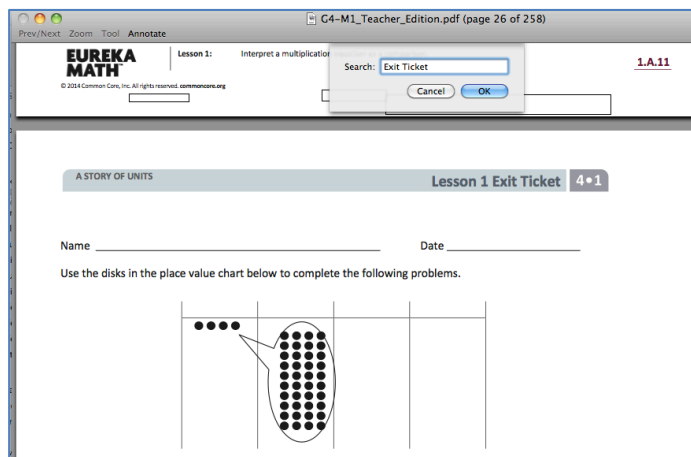 G4-M1_Teacher_Edition.pdf (page 26 of 258)
Prev/Next Zoom Tool Annotate
EUREKA
MATH™
Lesson 1:
Interpret a multiplication
Search:
Exit Ticket
Cancel
OK
1.A.11
© 2014 Common Core, Inc. All rights reserved. commoncore.org
A STORY OF UNITS
Lesson 1 Exit Ticket
4•1
Name
Date
Use the disks in the place value chart below to complete the following problems.